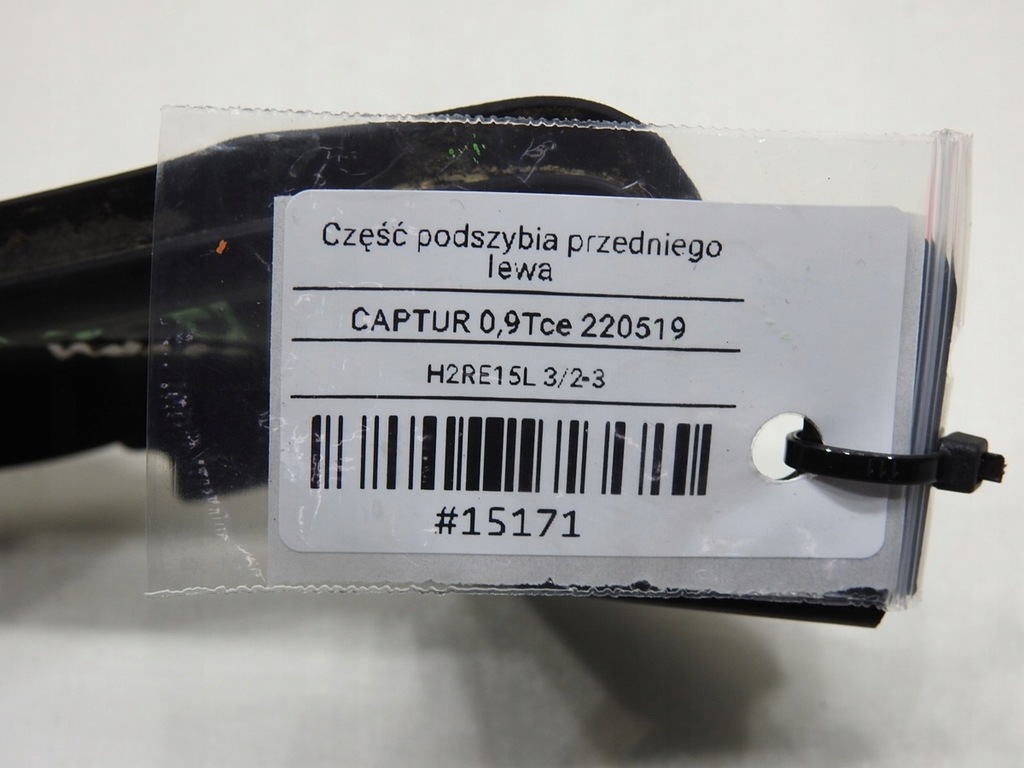 Część podszybia przedniego
lewa
CAPTUR 0,9Tce 220519
H2RE15L 3/2-3
#15171